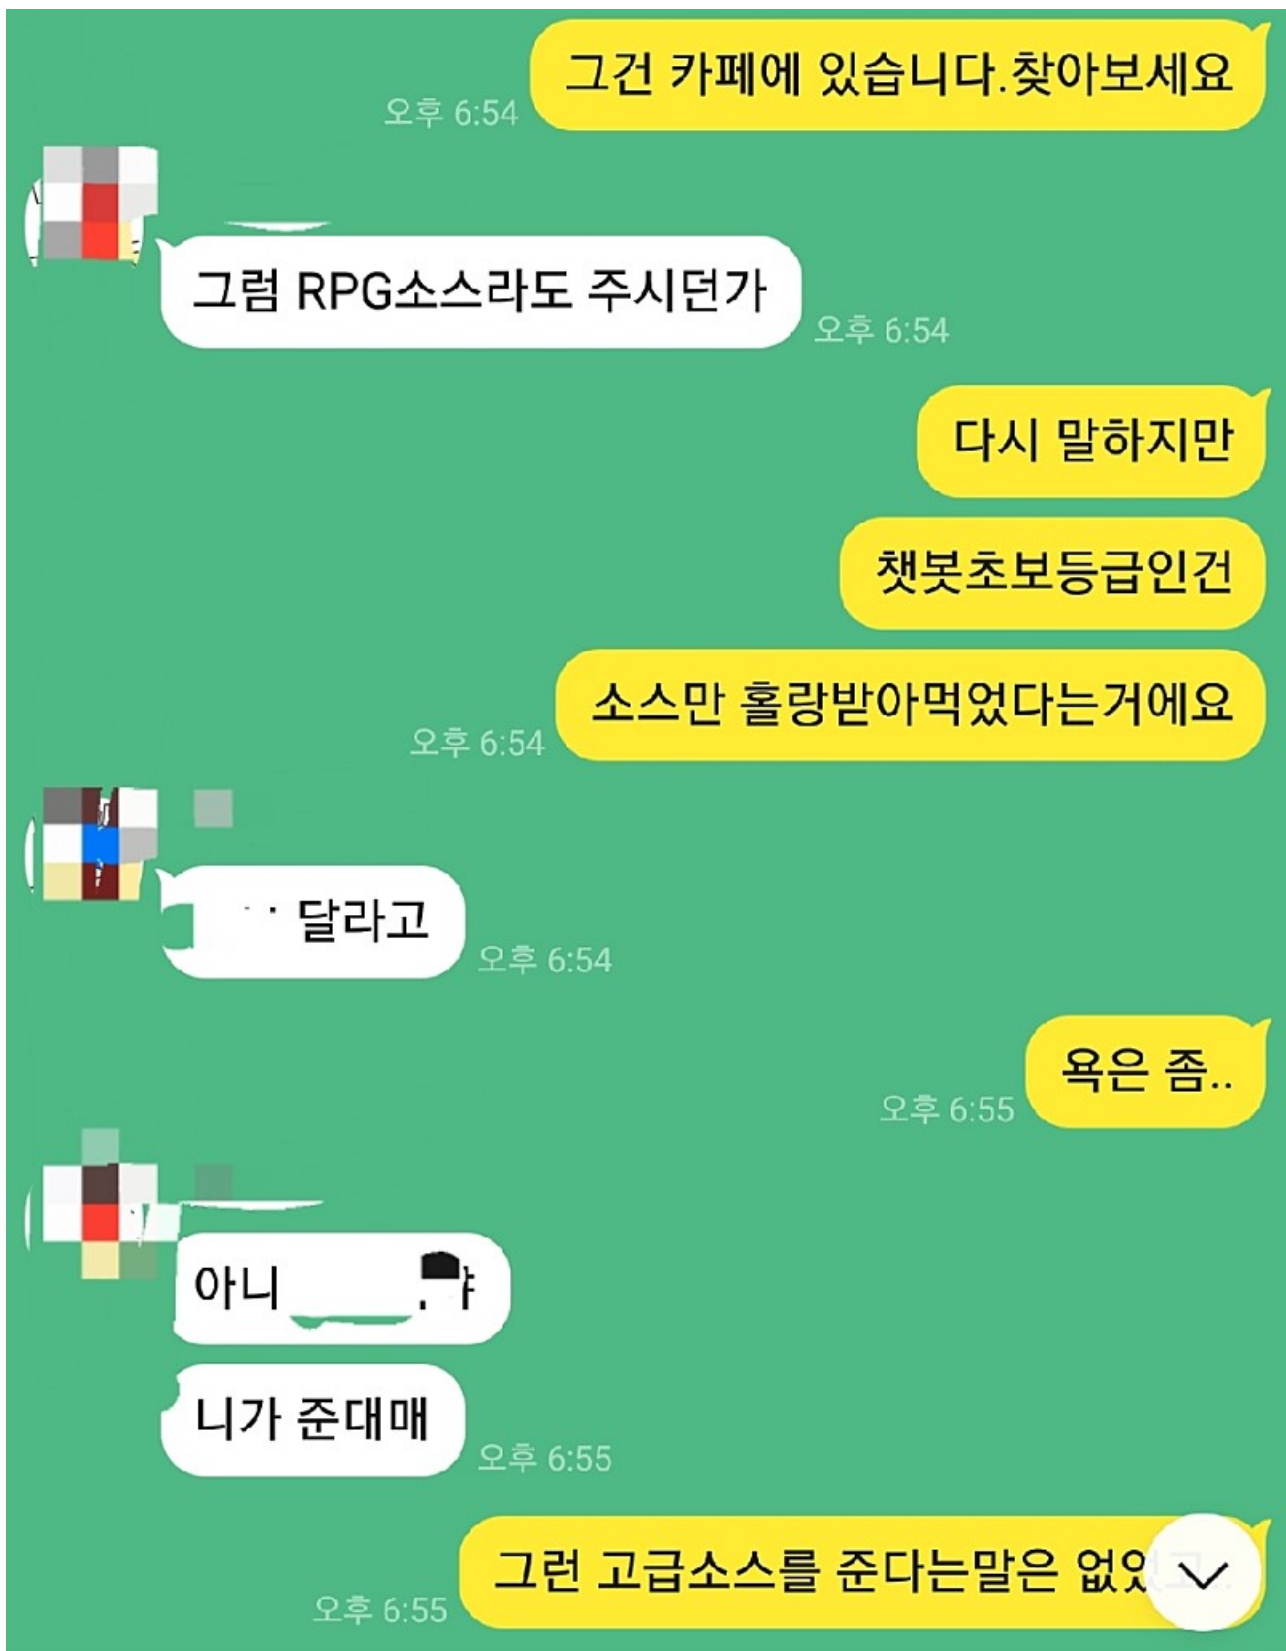 그건 카페에 있습니다.찾아보세요
오후 6:54
그럼 RPG소스라도 주시던가
오후 6:54
다시 말하지만
챗봇초보등급인건
소스만 홀랑받아먹었다는거에요
오후 6:54
달라고
오후 6:54
욕은 좀..
오후 6:55
아니
니가 준대매
오후 6:55
그런 고급소스를 준다는말은 없었고..
오후 6:55